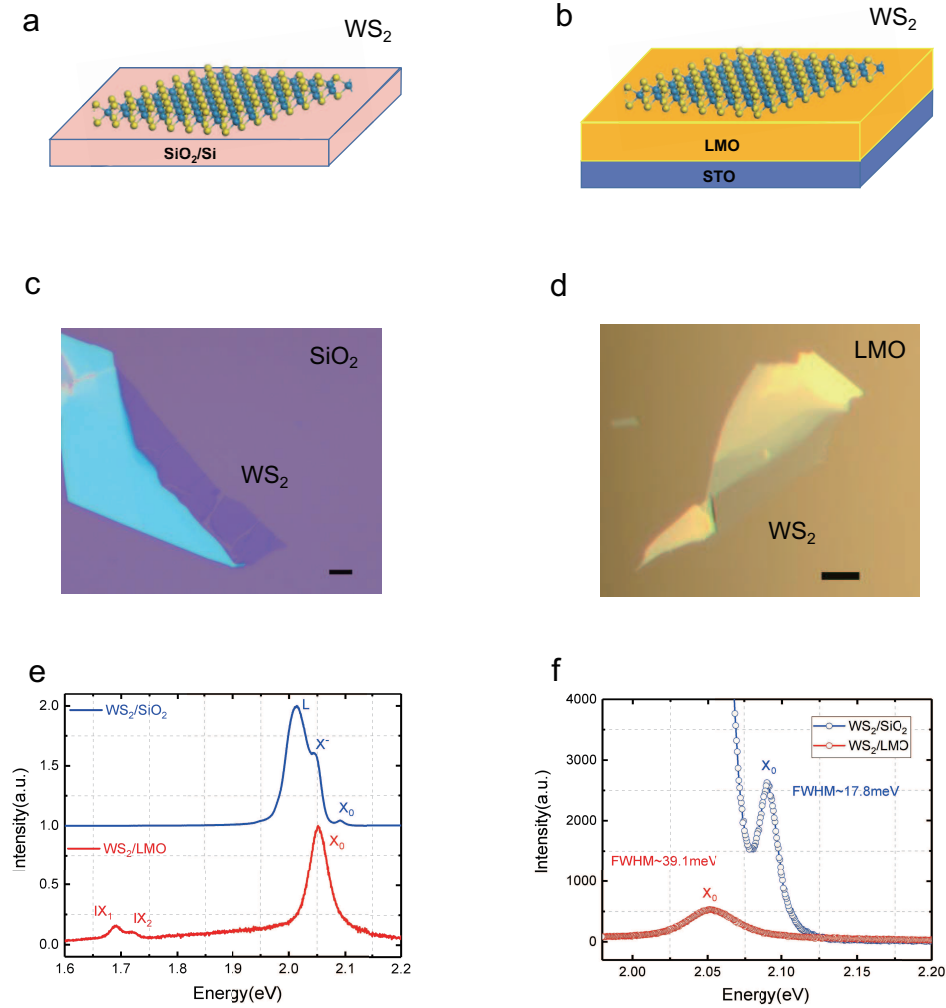 a
WS₂
SiO₂/Si
b
WS₂
LMO
STO
c
SiO₂
WS₂
d
LMO
WS₂
e
2.0
1.5
1.0
0.5
0.0
Intensity(a.u.)
WS₂/SiO₂
L
X⁻
X₀
WS₂/LMO
X₀
IX₁
IX₂
1.6 1.7 1.8 1.9 2.0 2.1 2.2
Energy(eV)
f
4000
3000
2500
1500
500
0
Intensity(a.u.)
WS₂/SiO₂
WS₂/LMO
X₀
FWHM~17.8meV
FWHM~39.1meV
X₀
2.00 2.05 2.10 2.15 2.20
Energy(eV)